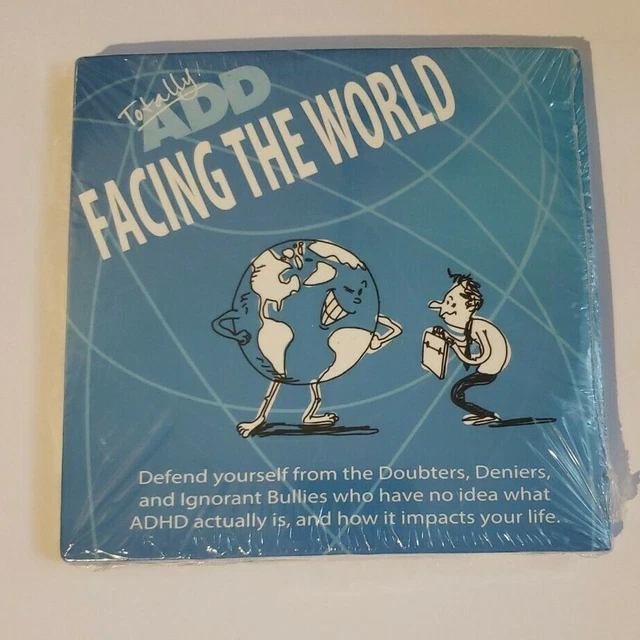 Totally
ADD
FACING THE WORLD
Defend yourself from the Doubters, Deniers,
and Ignorant Bullies who have no idea what
ADHD actually is, and how it impacts your life.